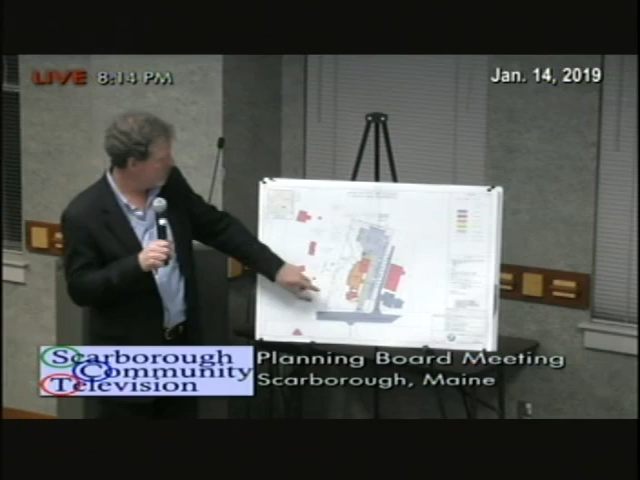 LIVE 8:14 PM
Jan. 14, 2019
Scarborough
Community
Television
Planning Board Meeting
Scarborough, Maine